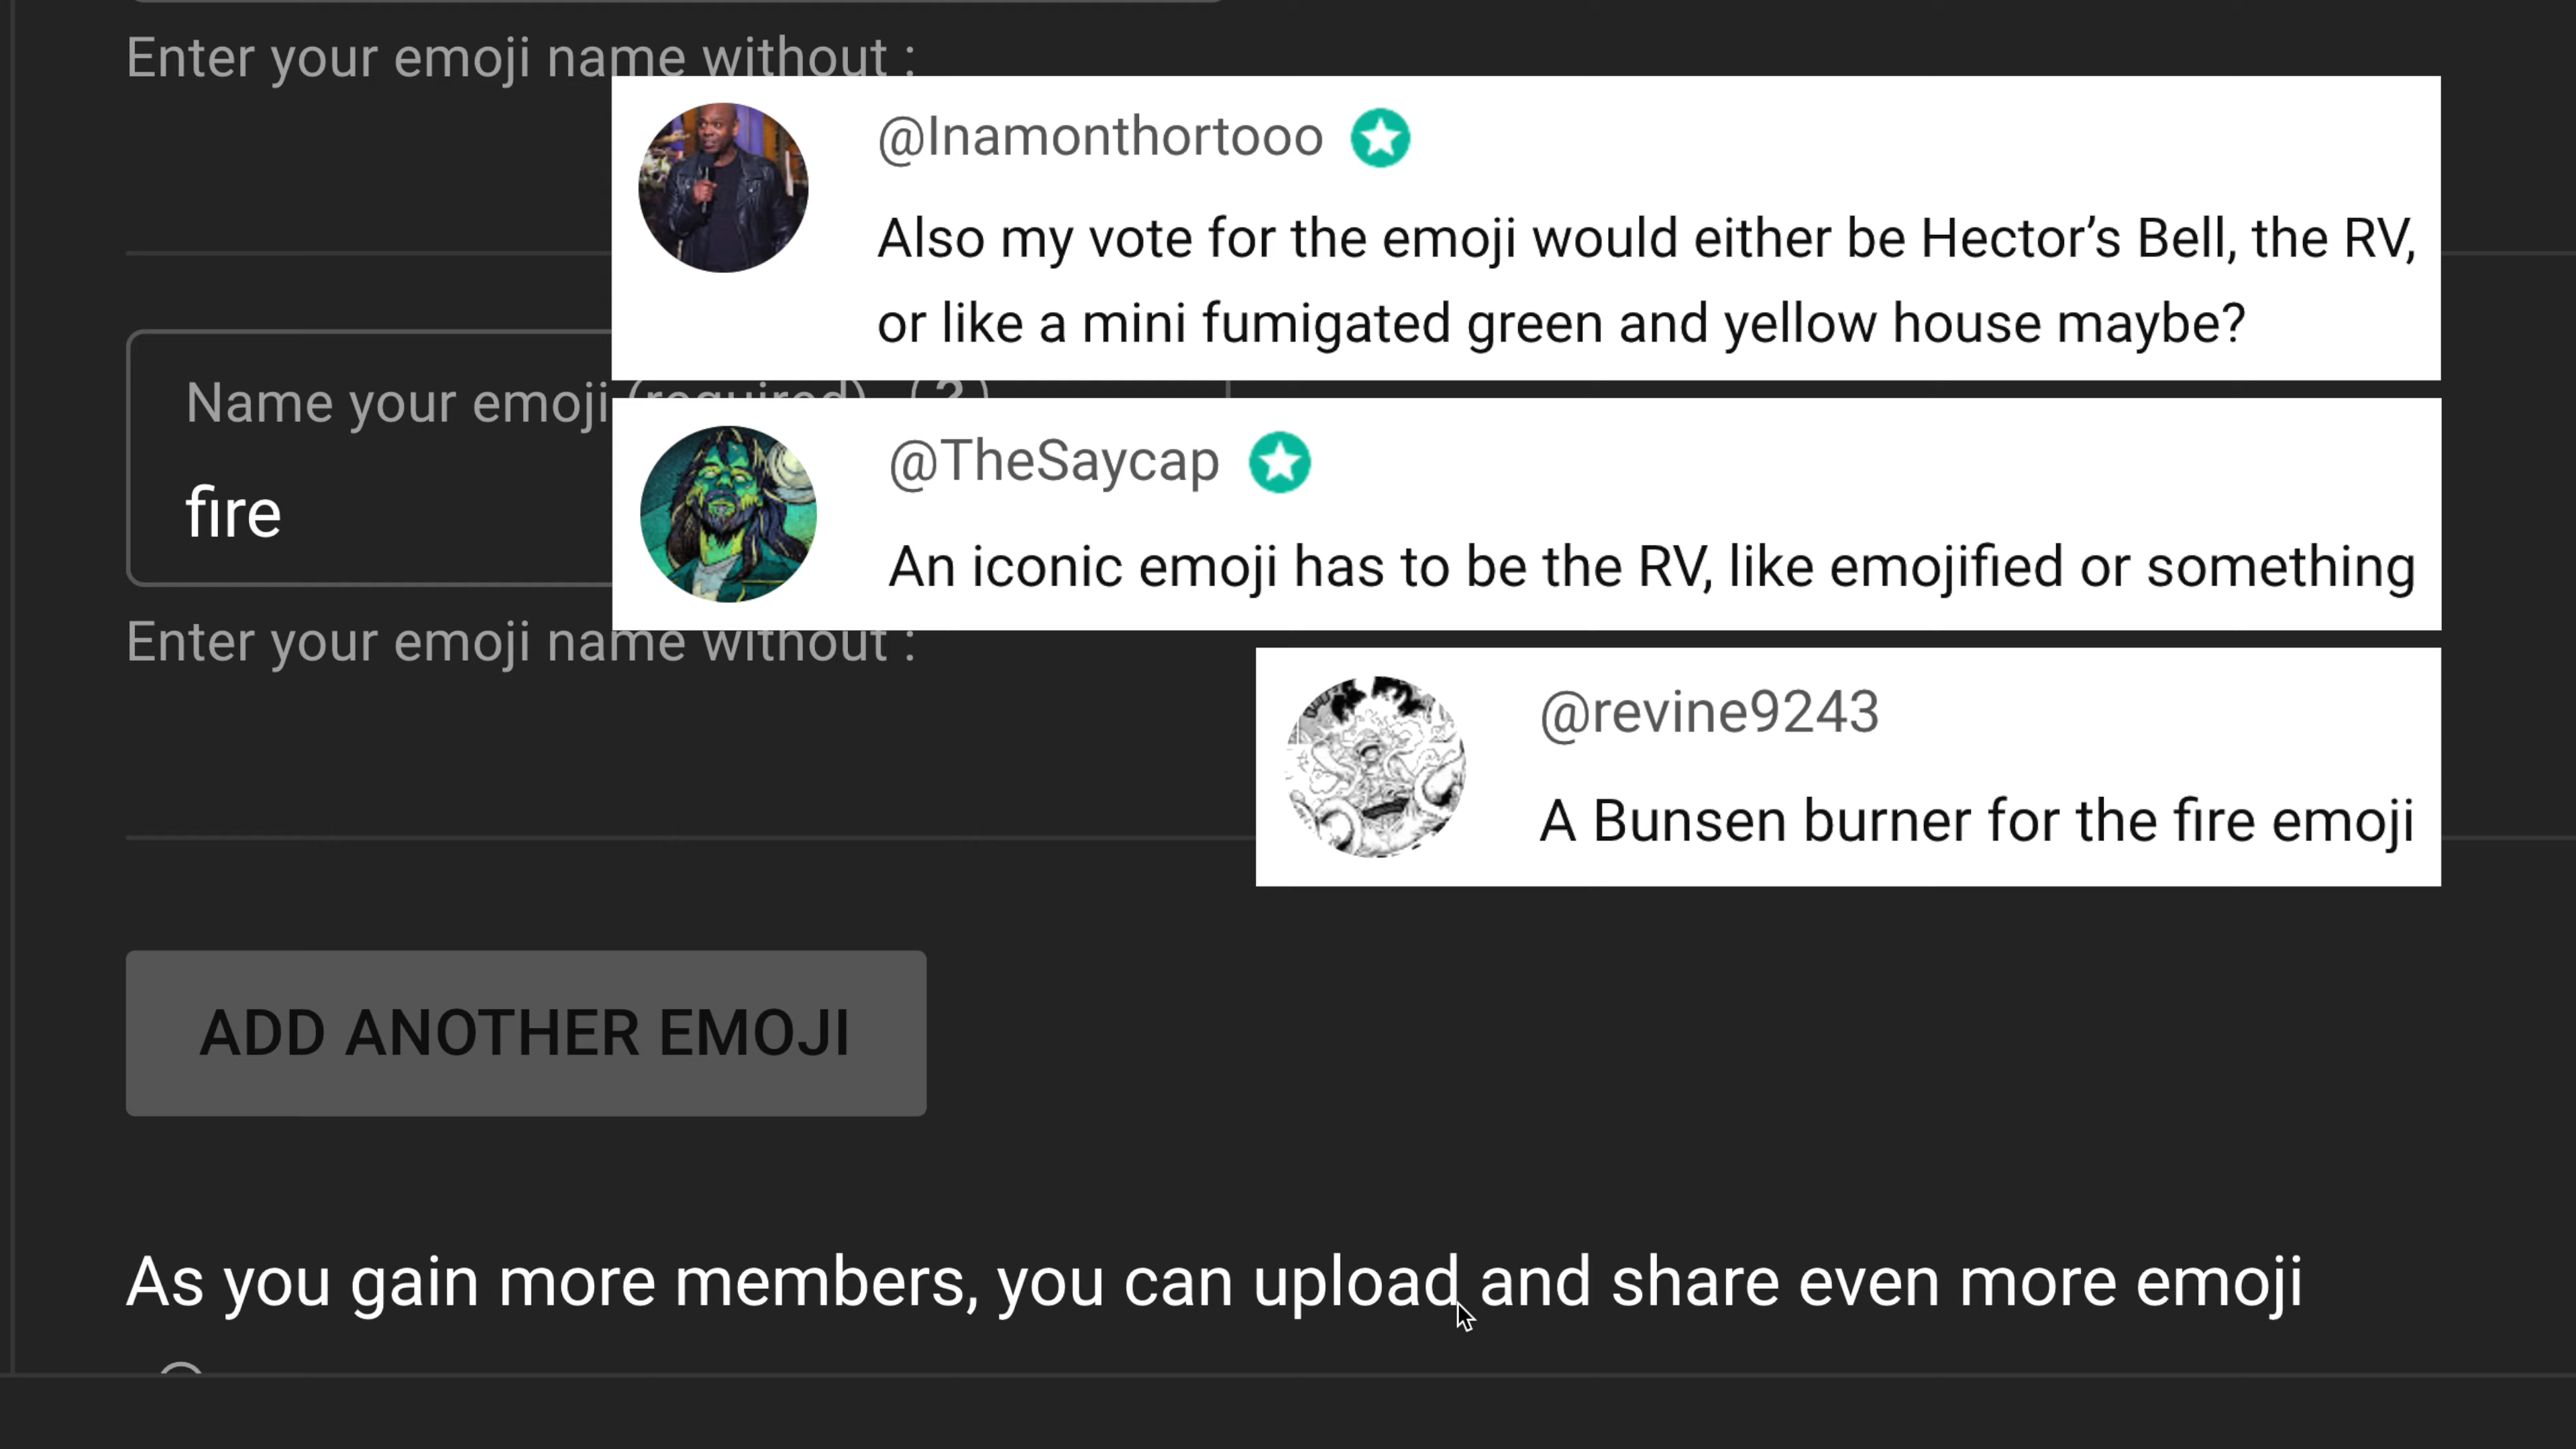 Enter your emoji name without :
@Inamonthortooo
Also my vote for the emoji would either be Hector’s Bell, the RV,
or like a mini fumigated green and yellow house maybe?
Name your emoji (required) ?
fire
@TheSaycap
An iconic emoji has to be the RV, like emojified or something
Enter your emoji name without :
@revine9243
A Bunsen burner for the fire emoji
ADD ANOTHER EMOJI
As you gain more members, you can upload and share even more emoji